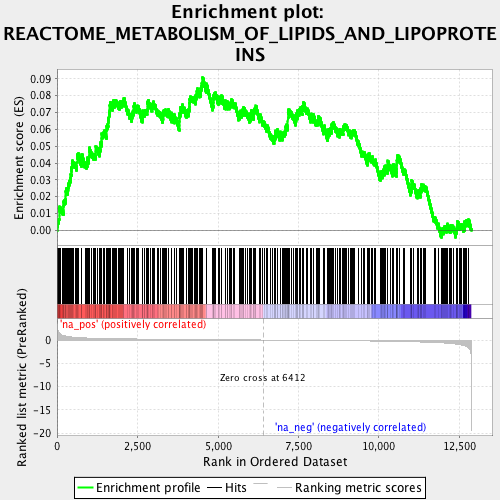 Enrichment plot:
REACTOME_METABOLISM_OF_LIPIDS_AND_LIPOPROTE
INS
Enrichment score (ES)
0.09
0.08
0.07
0.06
0.05
0.04
0.03
0.02
0.01
0.00
Ranked list metric (PreRanked)
'na_pos' (positively correlated)
0
-5
-10
-15
-20
Zero cross at 6412
'na_neg' (negatively correlated)
0
2,500
5,000
7,500
10,000
12,500
Rank in Ordered Dataset
Enrichment profile
Hits
Ranking metric scores